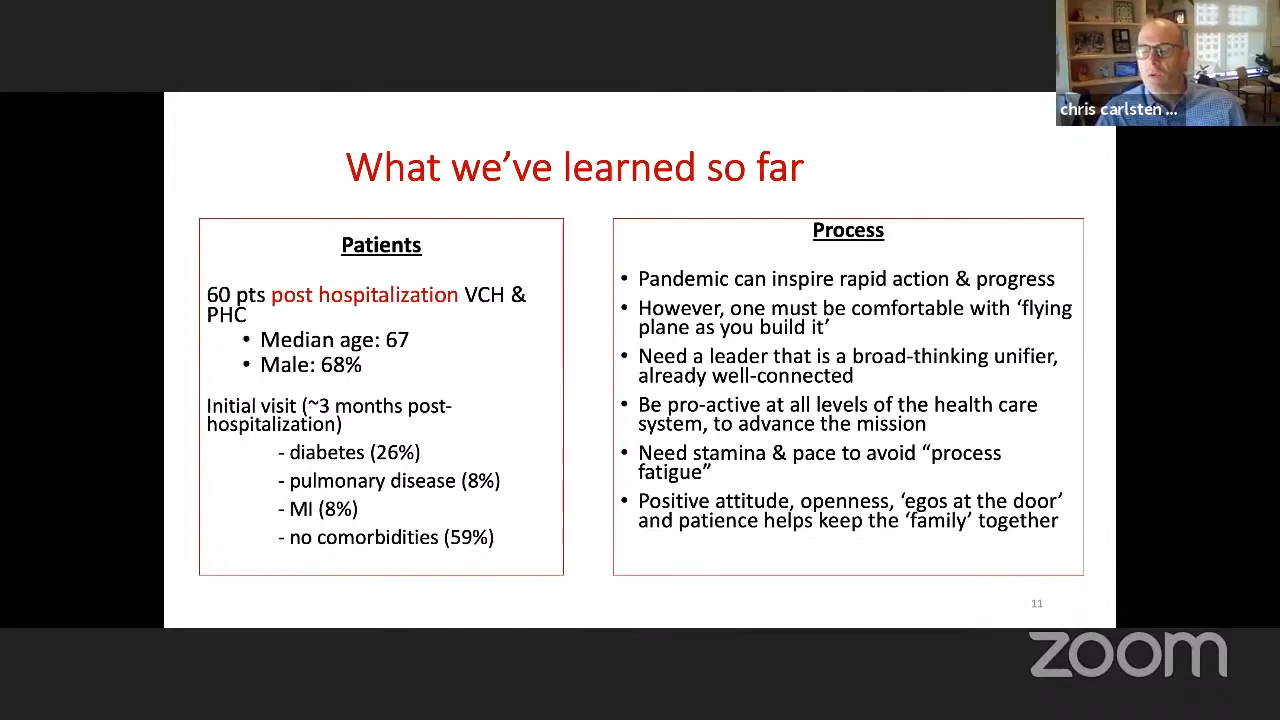 chris carlsten ...
What we've learned so far
Patients
60 pts post hospitalization VCH &
PHC
• Median age: 67
• Male: 68%
Initial visit (~3 months post-
hospitalization)
- diabetes (26%)
- pulmonary disease (8%)
- MI (8%)
- no comorbidities (59%)
Process
• Pandemic can inspire rapid action & progress
• However, one must be comfortable with ‘flying
plane as you build it’
• Need a leader that is a broad-thinking unifier,
already well-connected
• Be pro-active at all levels of the health care
system, to advance the mission
• Need stamina & pace to avoid “process
fatigue”
• Positive attitude, openness, ‘egos at the door’
and patience helps keep the ‘family’ together
11
zoom